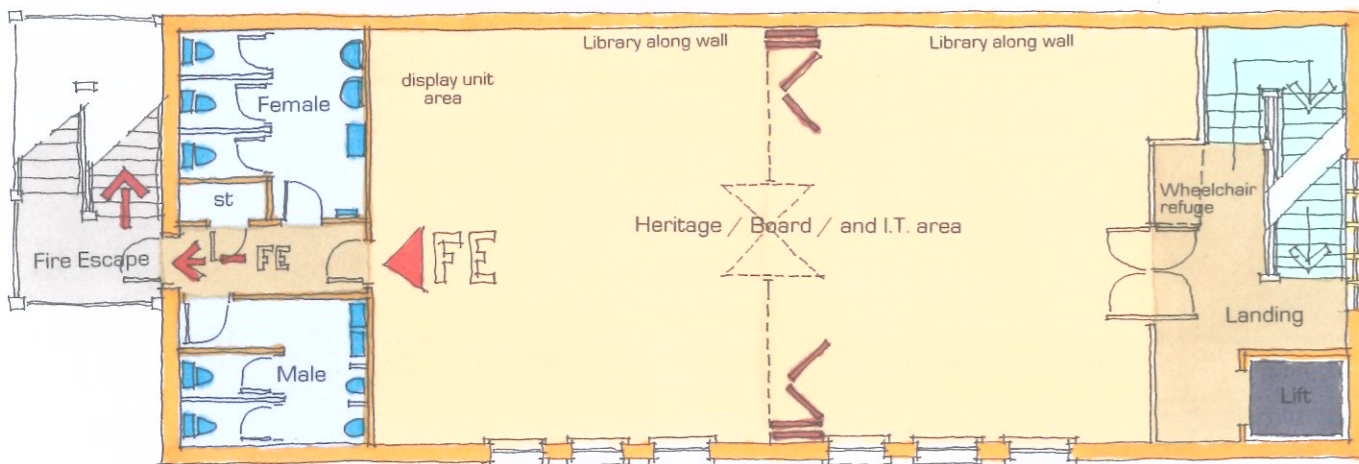 Library along wall
Library along wall
display unit
area
Female
st
Wheelchair
refuge
Heritage / Board / and I.T. area
Fire Escape
FE
FE
Landing
Male
Lift